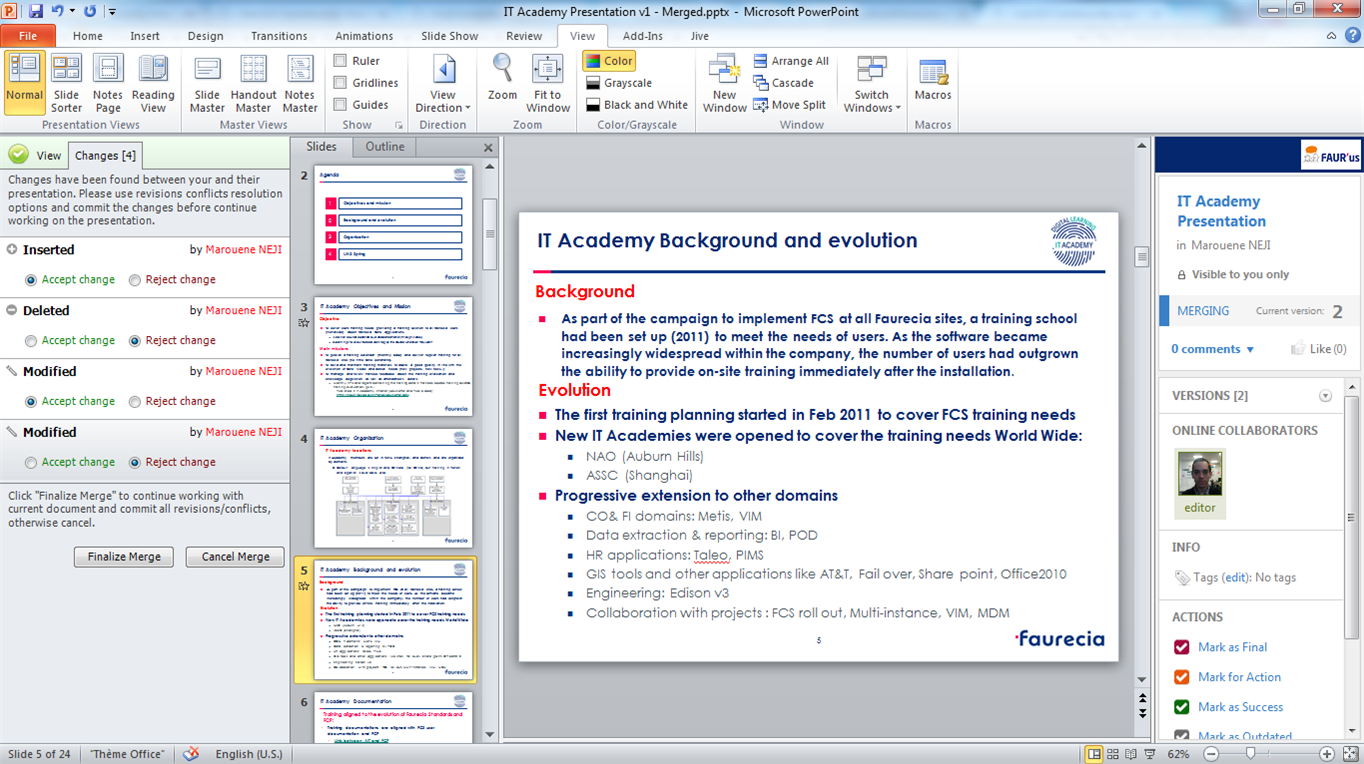 IT Academy Presentation v1 - Merged.pptx - Microsoft PowerPoint
File Home Insert Design Transitions Animations Slide Show Review View Add-Ins Jive
Normal Slide Sorter Notes Page Reading View
Presentation Views
Slide Master Handout Master Notes Master
Master Views
Ruler
Gridlines
Guides
Show
View Direction
Direction
Zoom Fit to Window
Zoom
Color
Grayscale
Black and White
Color/Grayscale
New Window
Arrange All
Cascade
Move Split
Switch Windows
Window
Macros
Macros
View Changes [4]
Changes have been found between your and their
presentation. Please use revisions conflicts resolution
options and commit the changes before continue
working on the presentation.
Inserted by Marouene NEJI
Accept change Reject change
Deleted by Marouene NEJI
Accept change Reject change
Modified by Marouene NEJI
Accept change Reject change
Modified by Marouene NEJI
Accept change Reject change
Click "Finalize Merge" to continue working with
current document and commit all revisions/conflicts,
otherwise cancel.
Finalize Merge Cancel Merge
Slides Outline
2
Agenda
Objectives and mission
Background and evolution
Organisation
faurecia
3
IT Academy Objectives and Mission
faurecia
4
IT Academy Organisation
faurecia
5
IT Academy Background and evolution
faurecia
6
IT Academy Documentation
Training aligned to the evolution of Faurecia Standards and
IT Academy Background and evolution
DIGITAL LEARNING
IT ACADEMY
Background
As part of the campaign to implement FCS at all Faurecia sites, a training school
had been set up (2011) to meet the needs of users. As the software became
increasingly widespread within the company, the number of users had outgrown
the ability to provide on-site training immediately after the installation.
Evolution
The first training planning started in Feb 2011 to cover FCS training needs
New IT Academies were opened to cover the training needs World Wide:
NAO (Auburn Hills)
ASSC (Shanghai)
Progressive extension to other domains
CO& FI domains: Metis, VIM
Data extraction & reporting: BI, POD
HR applications: Taleo, PIMS
GIS tools and other applications like AT&T, Fail over, Share point, Office2010
Engineering: Edison v3
Collaboration with projects : FCS roll out, Multi-instance, VIM, MDM
5
faurecia
FAUR'us
IT Academy
Presentation
in Marouene NEJI
Visible to you only
MERGING Current version: 2
0 comments Like (0)
VERSIONS [2]
ONLINE COLLABORATORS
editor
INFO
Tags (edit): No tags
ACTIONS
Mark as Final
Mark for Action
Mark as Success
Mark as Outdated
Slide 5 of 24 "Thème Office" English (U.S.) 62%